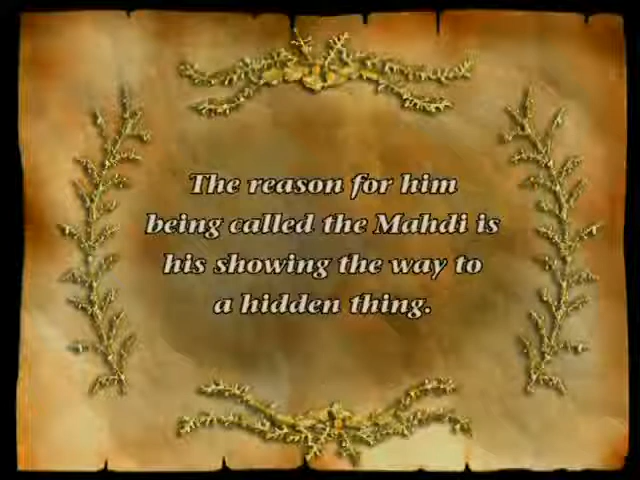 The reason for him
being called the Mahdi is
his showing the way to
a hidden thing.